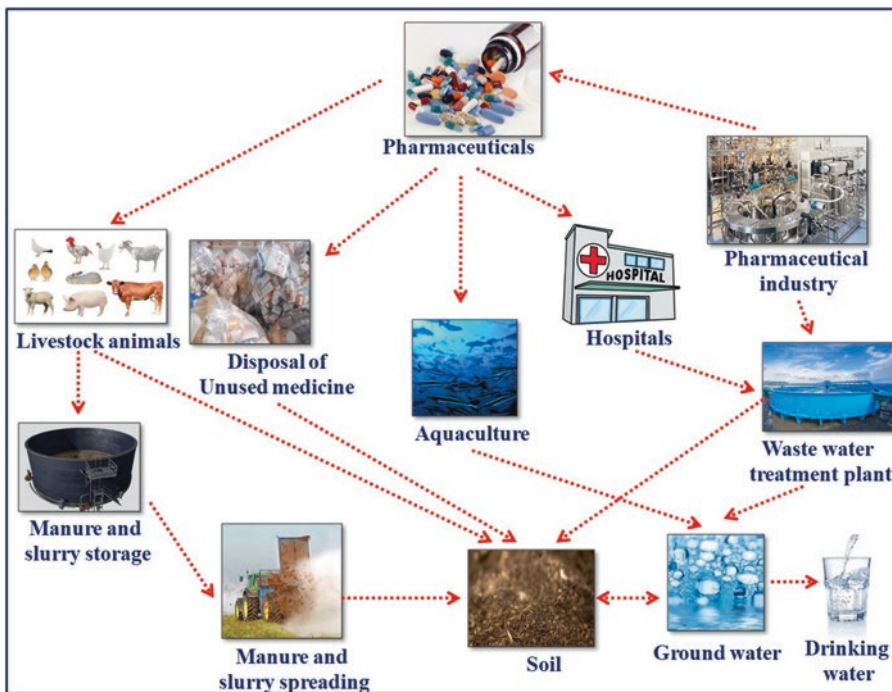 Pharmaceuticals
HOSPITAL
Pharmaceutical
industry
Livestock animals
Disposal of
Unused medicine
Hospitals
Aquaculture
Waste water
treatment plant
Manure and
slurry storage
Manure and
slurry spreading
Soil
Ground water
Drinking
water